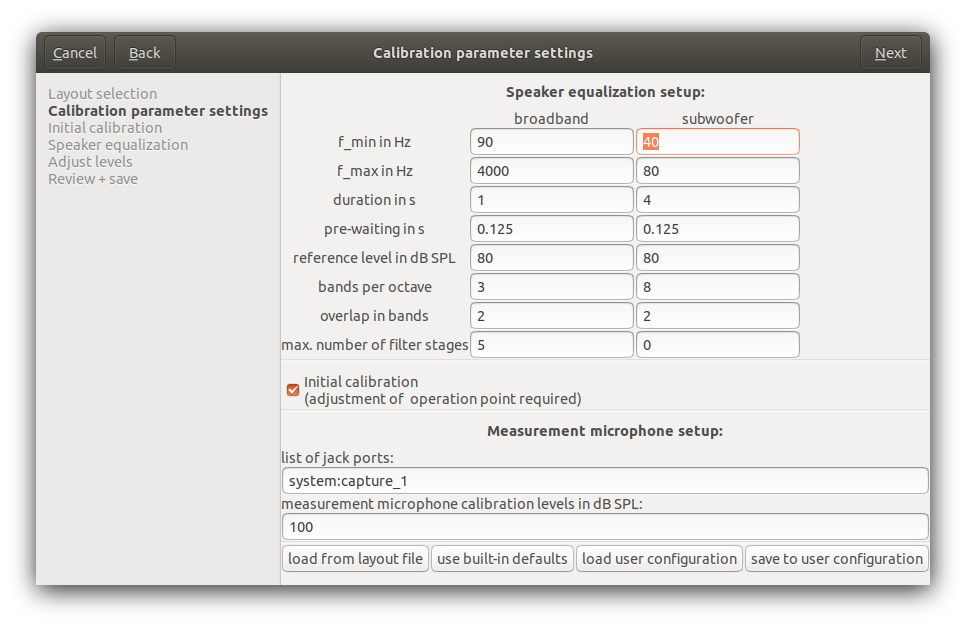 Cancel Back Calibration parameter settings Next
Layout selection
Calibration parameter settings
Initial calibration
Speaker equalization
Adjust levels
Review + save
Speaker equalization setup:
broadband subwoofer
f_min in Hz 90 40
f_max in Hz 4000 80
duration in s 1 4
pre-waiting in s 0.125 0.125
reference level in dB SPL 80 80
bands per octave 3 8
overlap in bands 2 2
max. number of filter stages 5 0
Initial calibration
(adjustment of operation point required)
Measurement microphone setup:
list of jack ports:
system:capture_1
measurement microphone calibration levels in dB SPL:
100
load from layout file use built-in defaults load user configuration save to user configuration